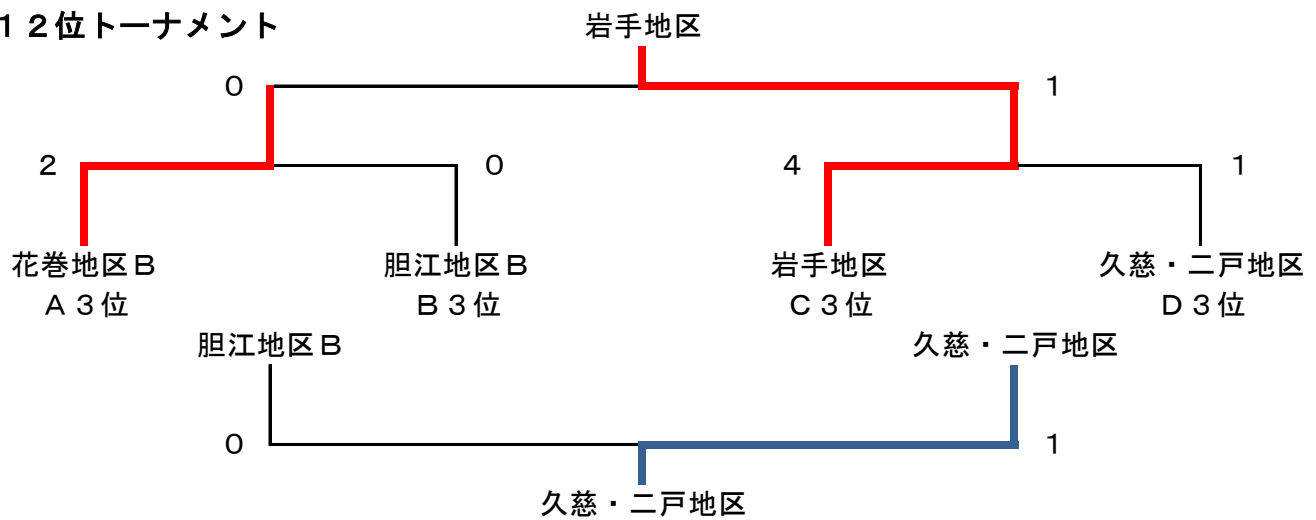 １２位トーナメント
岩手地区
０ １
２ ０ ４ １
花巻地区Ｂ 胆江地区Ｂ 岩手地区 久慈・二戸地区
Ａ３位 Ｂ３位 Ｃ３位 Ｄ３位
胆江地区Ｂ 久慈・二戸地区
０ １
久慈・二戸地区